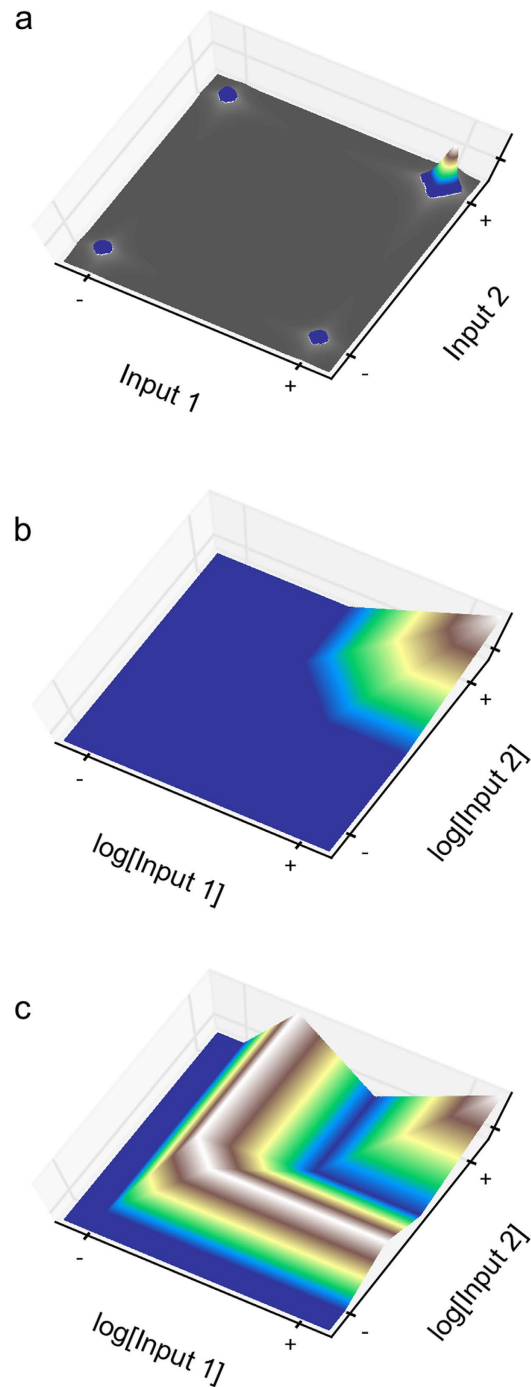 a
-
Input 1
+
-
+
Input 2
b
-
log[Input 1]
+
-
+
log[Input 2]
c
-
log[Input 1]
+
-
+
log[Input 2]